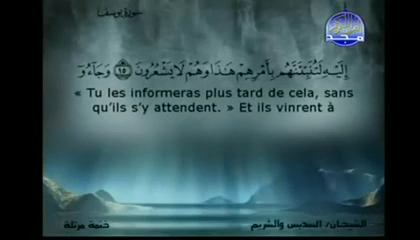 سورة يوسف
مجد
إِلَيْهِ لَتُنَبِّئَنَّهُم بِأَمْرِهِمْ هَٰذَا وَهُمْ لَا يَشْعُرُونَ ١٥ وَجَاءُو
« Tu les informeras plus tard de cela, sans
qu'ils s'y attendent. » Et ils vinrent à
الشيخان/ السديس والشريم
ختمة مرتلة